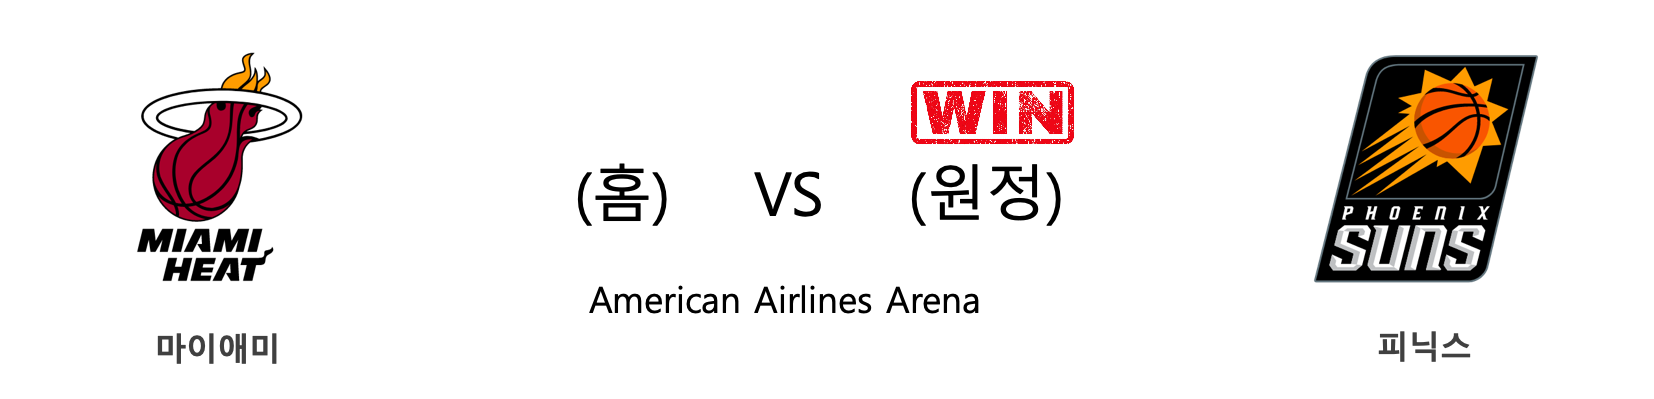 MIAMI
HEAT
마이애미
WIN
(홈) VS (원정)
American Airlines Arena
PHOENIX
SUNS
피닉스